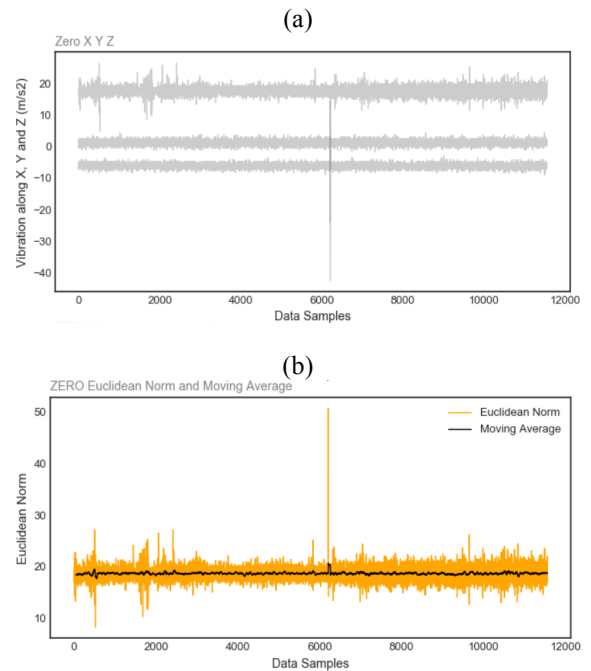 (a)
Zero X Y Z
Vibration along X, Y and Z (m/s2)
20
10
0
−10
−20
−30
−40
0 2000 4000 6000 8000 10000 12000
Data Samples
(b)
ZERO Euclidean Norm and Moving Average
Euclidean Norm
50
40
30
20
10
Euclidean Norm
Moving Average
0 2000 4000 6000 8000 10000 12000
Data Samples